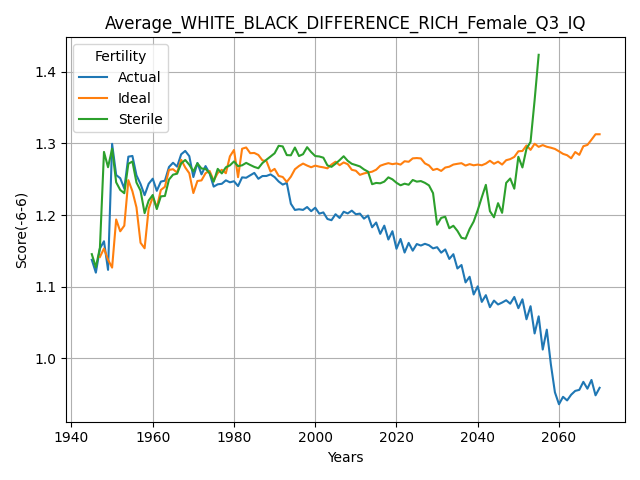 Average_WHITE_BLACK_DIFFERENCE_RICH_Female_Q3_IQ
Fertility
Actual
Ideal
Sterile
Score(-6-6)
1.4
1.3
1.2
1.1
1.0
1940
1960
1980
2000
2020
2040
2060
Years